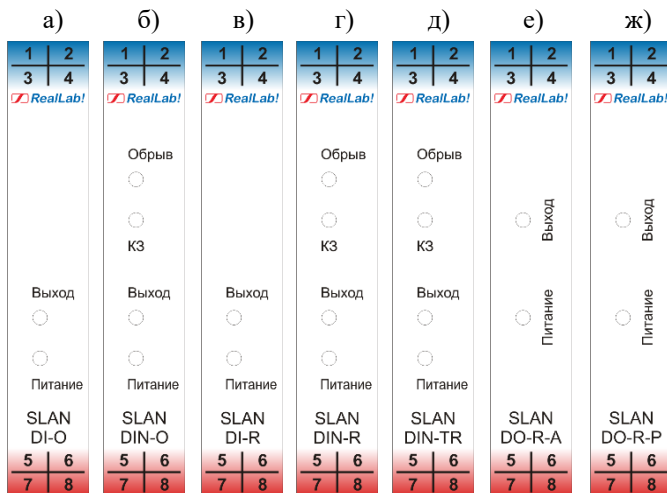 а) б) в) г) д) е) ж)
1 2 1 2 1 2 1 2 1 2 1 2 1 2
3 4 3 4 3 4 3 4 3 4 3 4 3 4
RealLab! RealLab! RealLab! RealLab! RealLab! RealLab! RealLab!
Обрыв Обрыв Обрыв
КЗ КЗ КЗ
Выход Выход
Выход Выход Выход Выход Выход
Питание Питание
Питание Питание Питание Питание Питание
SLAN SLAN SLAN SLAN SLAN SLAN SLAN
DI-O DIN-O DI-R DIN-R DIN-TR DO-R-A DO-R-P
5 6 5 6 5 6 5 6 5 6 5 6 5 6
7 8 7 8 7 8 7 8 7 8 7 8 7 8